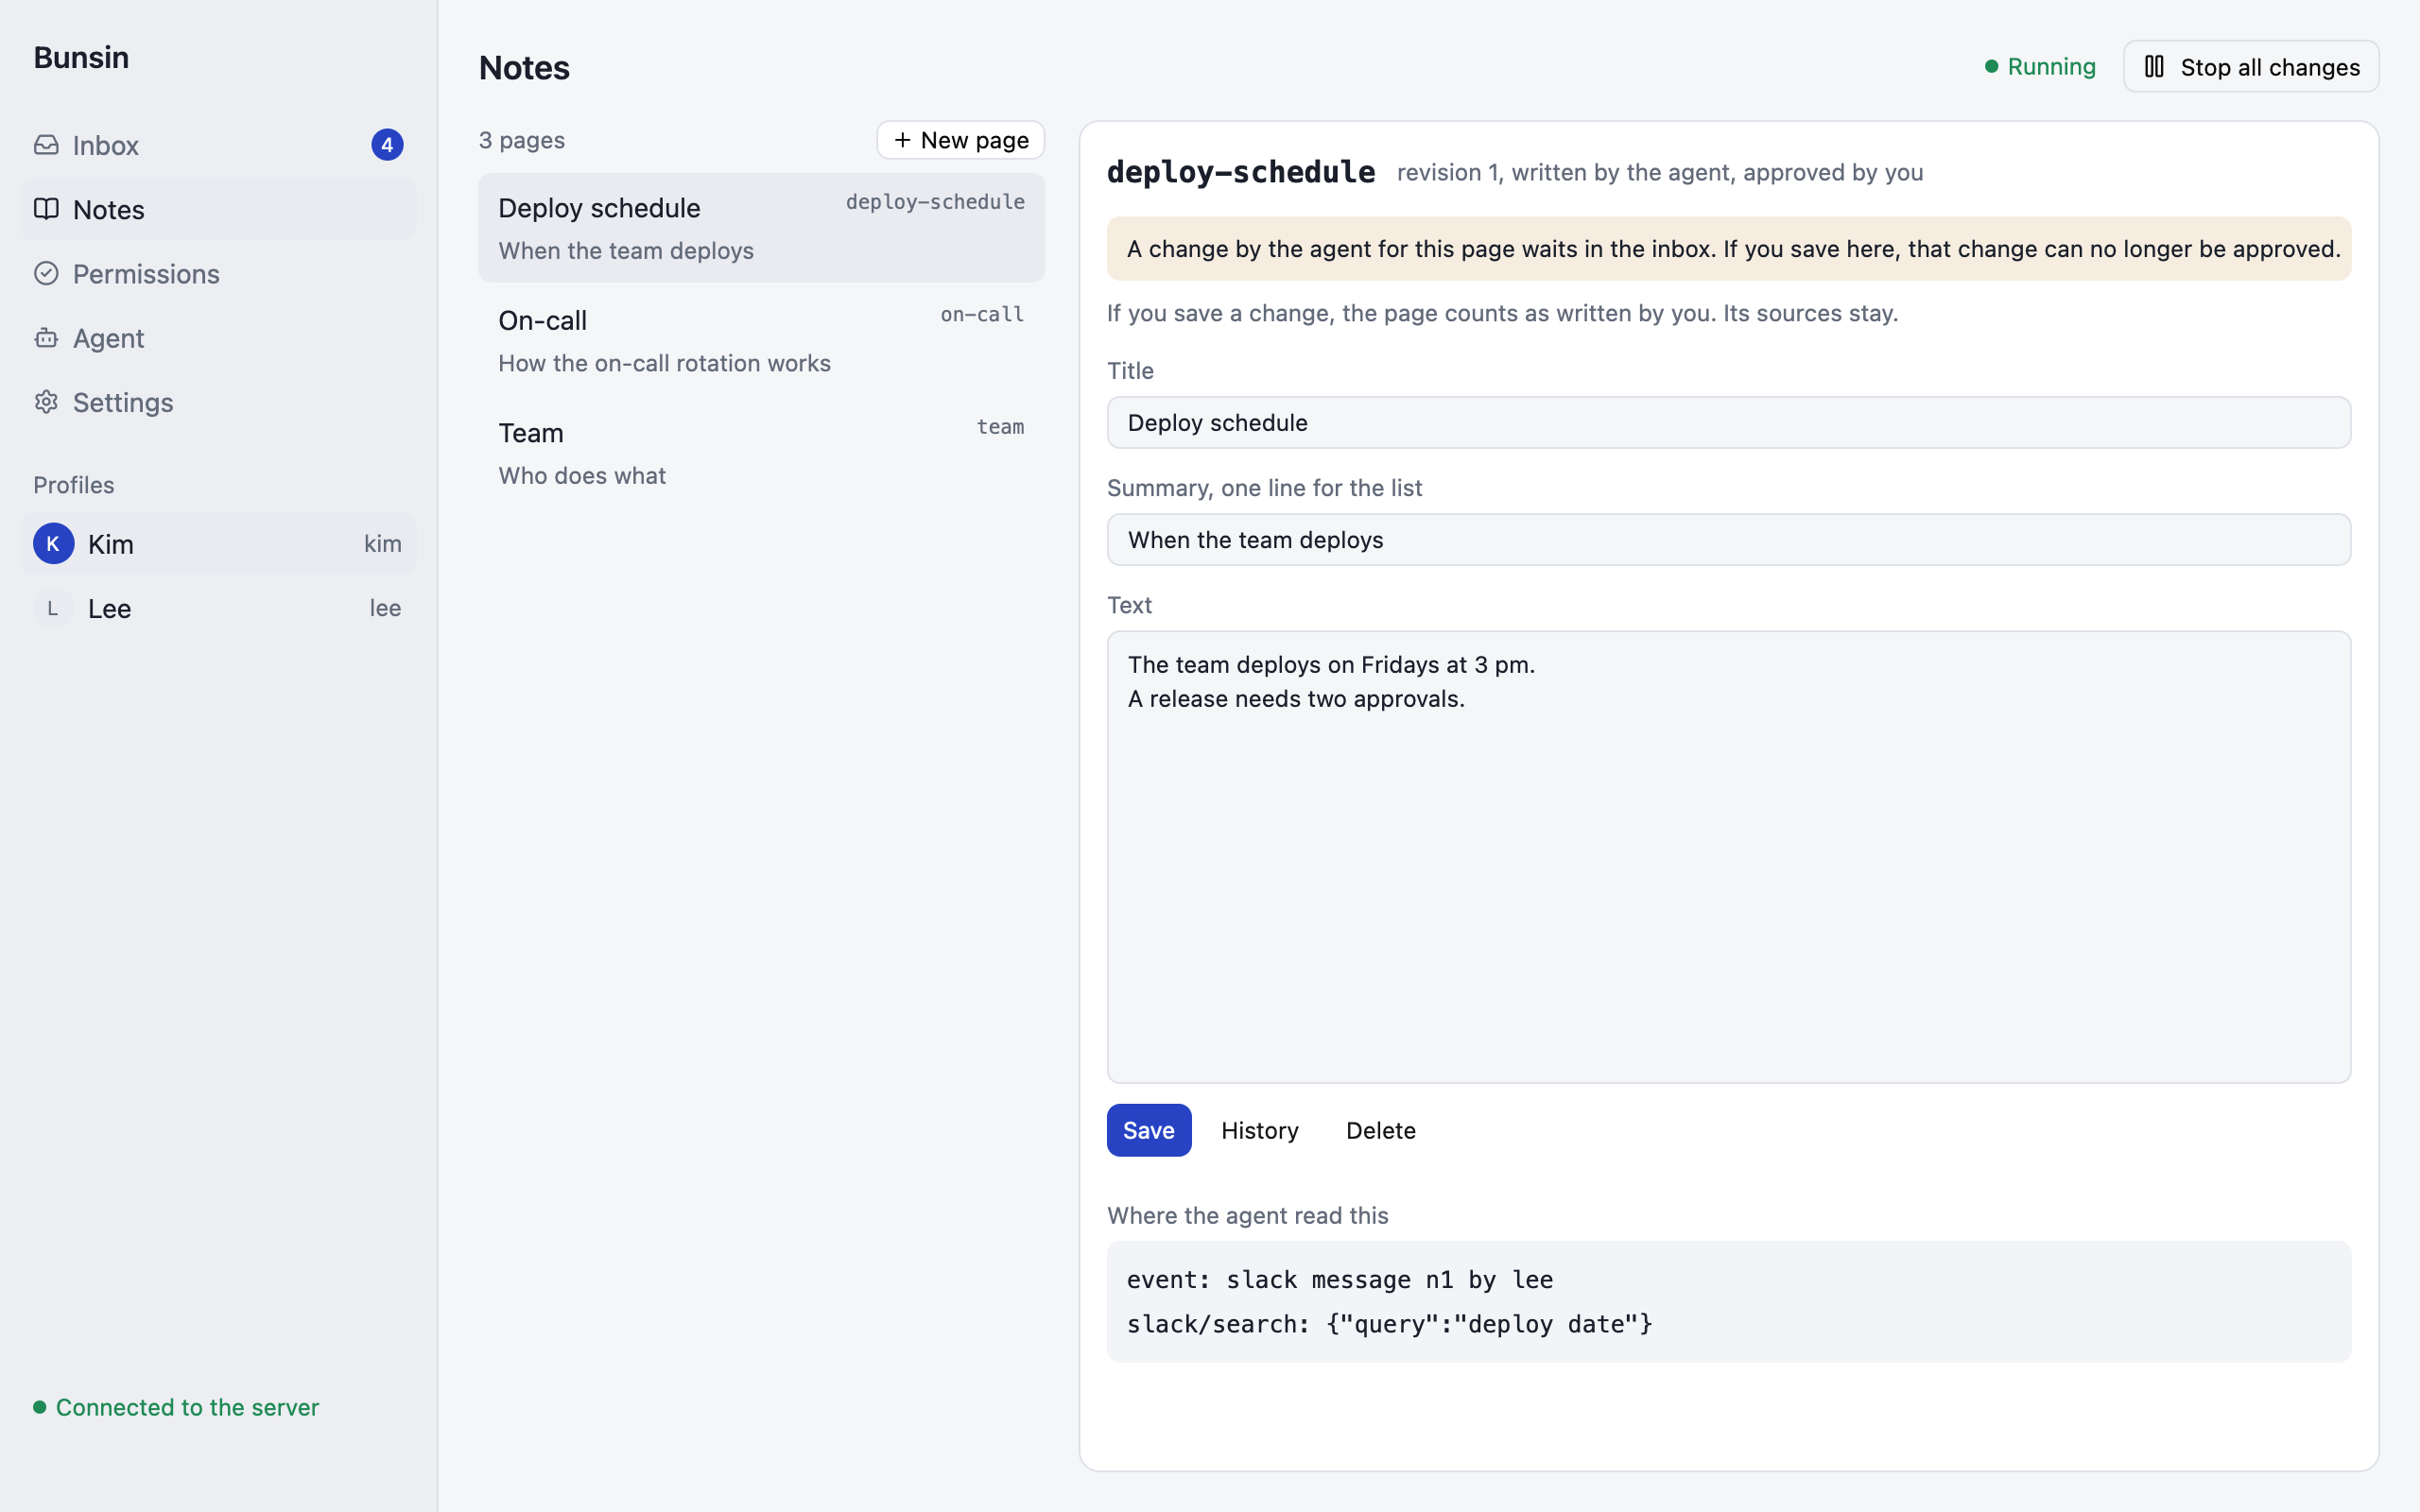 Bunsin
Inbox 4
Notes
Permissions
Agent
Settings
Profiles
K Kim kim
L Lee lee
Connected to the server
Notes
Running
Stop all changes
3 pages
+ New page
Deploy schedule deploy-schedule
When the team deploys
On-call on-call
How the on-call rotation works
Team team
Who does what
deploy-schedule revision 1, written by the agent, approved by you
A change by the agent for this page waits in the inbox. If you save here, that change can no longer be approved.
If you save a change, the page counts as written by you. Its sources stay.
Title
Deploy schedule
Summary, one line for the list
When the team deploys
Text
The team deploys on Fridays at 3 pm.
A release needs two approvals.
Save History Delete
Where the agent read this
event: slack message n1 by lee
slack/search: {"query":"deploy date"}